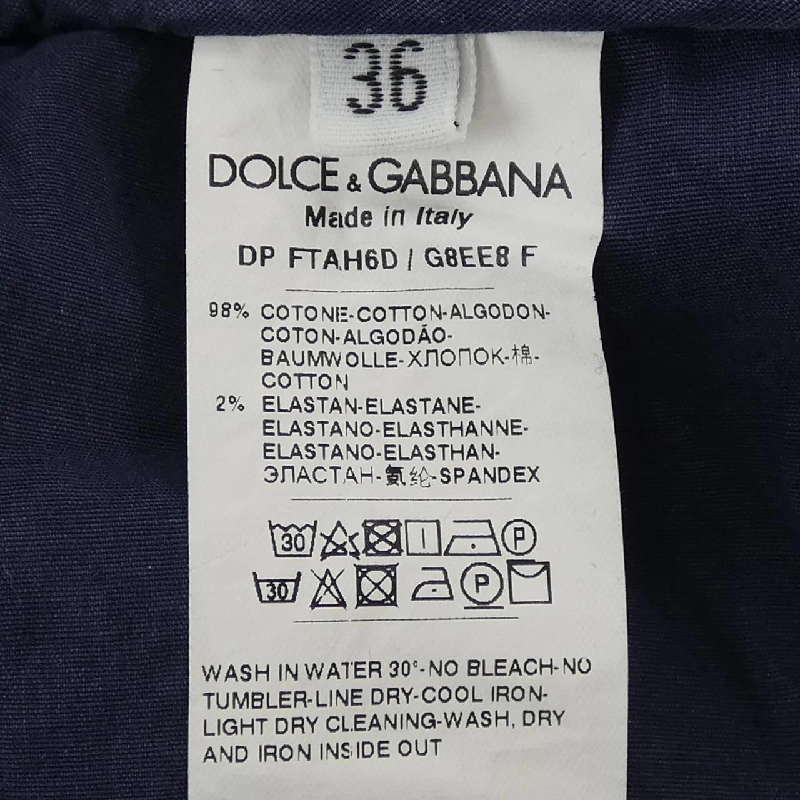 36
DOLCE & GABBANA
Made in Italy
DP FTAH6D / G8EE8 F
98% COTONE-COTTON-ALGODON-
COTON-ALGODÃO-
BAUMWOLLE-ХЛОПОК-棉-
COTTON
2% ELASTAN-ELASTANE-
ELASTANO-ELASTHANNE-
ELASTANO-ELASTHAN-
ЭЛАСТАН-氨纶-SPANDEX
30 P
30 P
WASH IN WATER 30°-NO BLEACH-NO
TUMBLER-LINE DRY-COOL IRON-
LIGHT DRY CLEANING-WASH, DRY
AND IRON INSIDE OUT